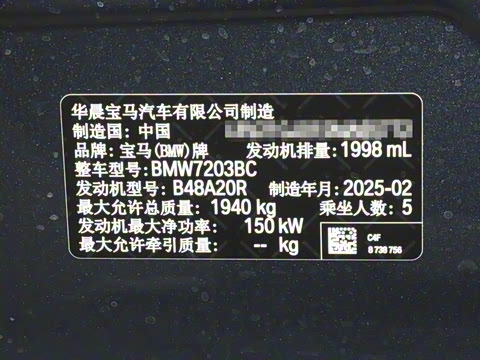 华晨宝马汽车有限公司制造
制造国: 中国
品牌: 宝马(BMW)牌 发动机排量: 1998 mL
整车型号: BMW7203BC
发动机型号: B48A20R 制造年月: 2025-02
最大允许总质量: 1940 kg 乘坐人数: 5
发动机最大净功率: 150 kW
最大允许牵引质量: -- kg
C4F
8 738 756